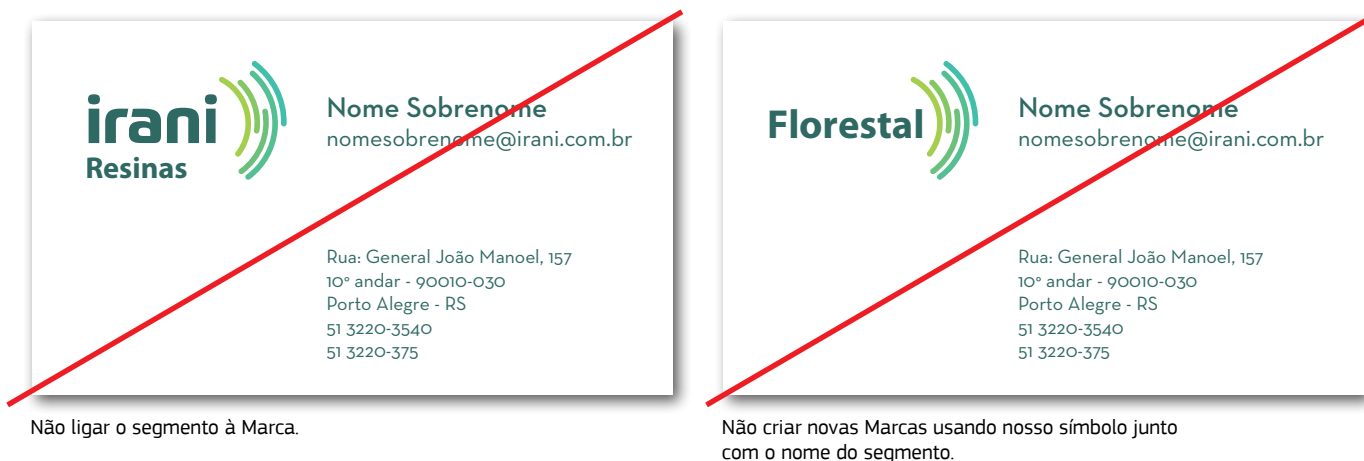 irani
Resinas
Nome Sobrenome
nomesobrenome@irani.com.br
Rua: General João Manoel, 157
10º andar - 90010-030
Porto Alegre - RS
51 3220-3540
51 3220-375
Não ligar o segmento à Marca.
Florestal
Nome Sobrenome
nomesobrenome@irani.com.br
Rua: General João Manoel, 157
10º andar - 90010-030
Porto Alegre - RS
51 3220-3540
51 3220-375
Não criar novas Marcas usando nosso símbolo junto
com o nome do segmento.